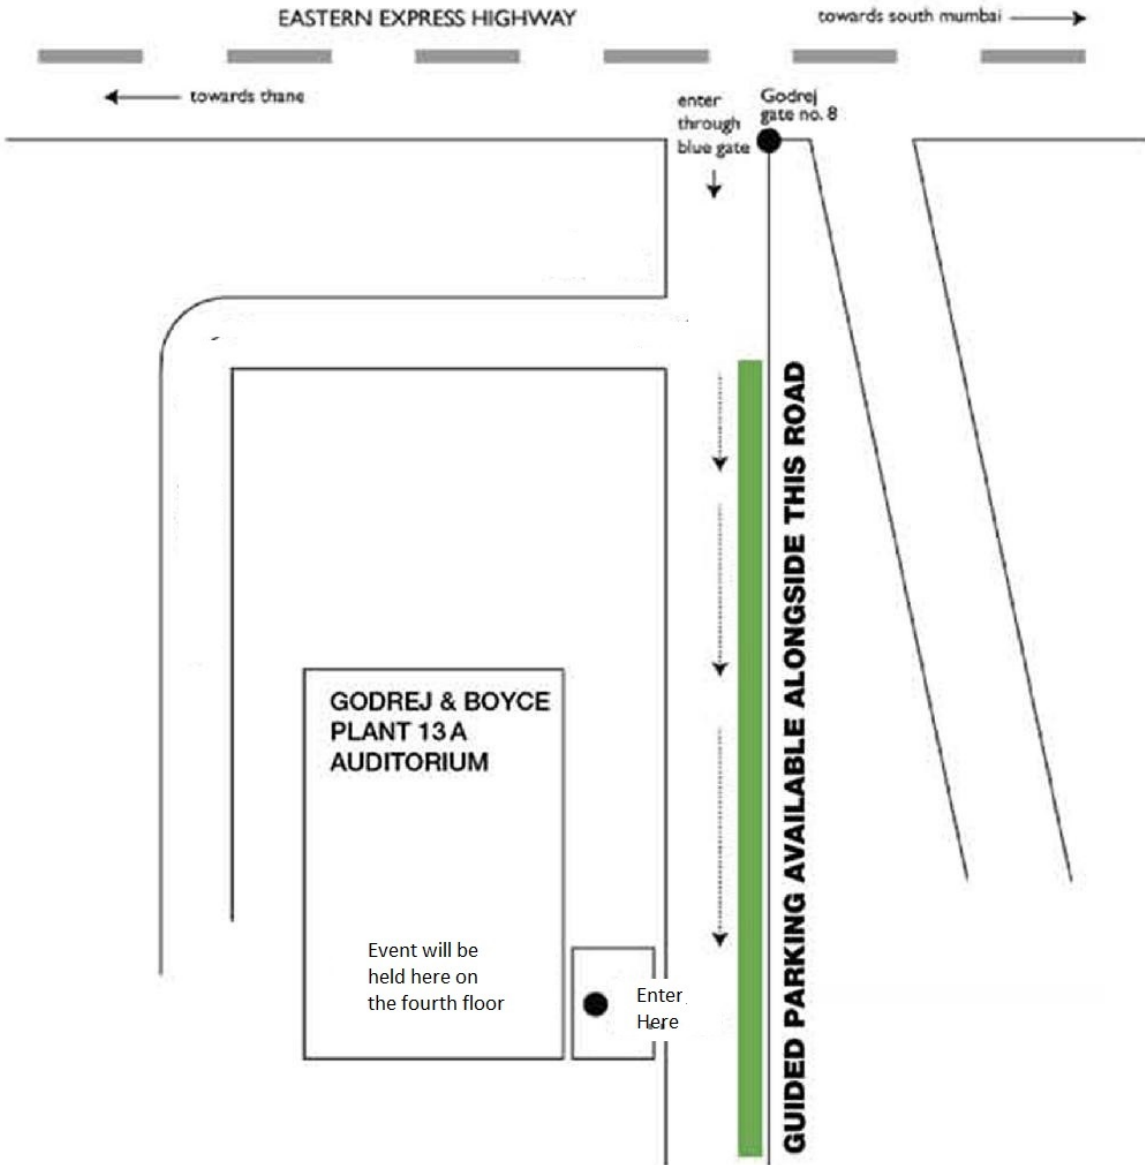 EASTERN EXPRESS HIGHWAY
towards south mumbai
towards thane
enter
through
blue gate
Godrej
gate no. 8
GUIDED PARKING AVAILABLE ALONGSIDE THIS ROAD
GODREJ & BOYCE
PLANT 13 A
AUDITORIUM
Event will be
held here on
the fourth floor
Enter
Here